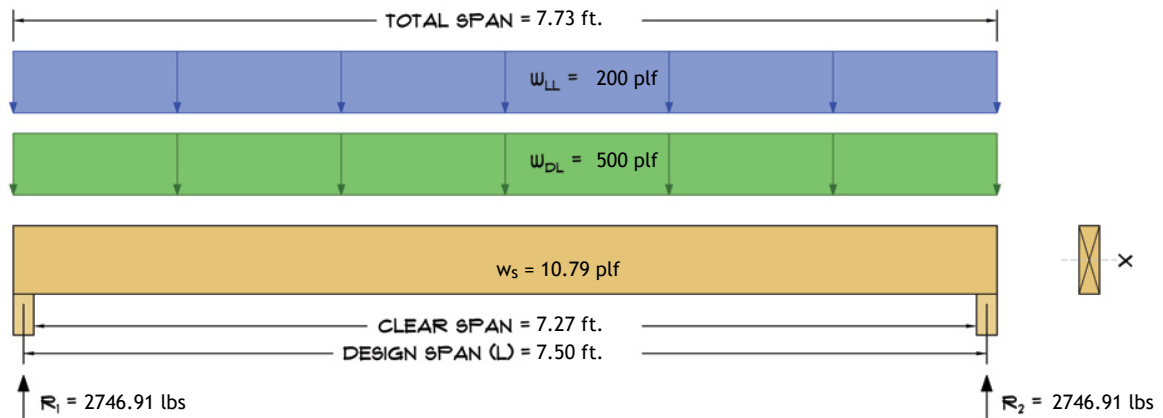 TOTAL SPAN = 7.73 ft.
WLL = 200 plf
WDL = 500 plf
ws = 10.79 plf
X
CLEAR SPAN = 7.27 ft.
DESIGN SPAN (L) = 7.50 ft.
R1 = 2746.91 lbs
R2 = 2746.91 lbs